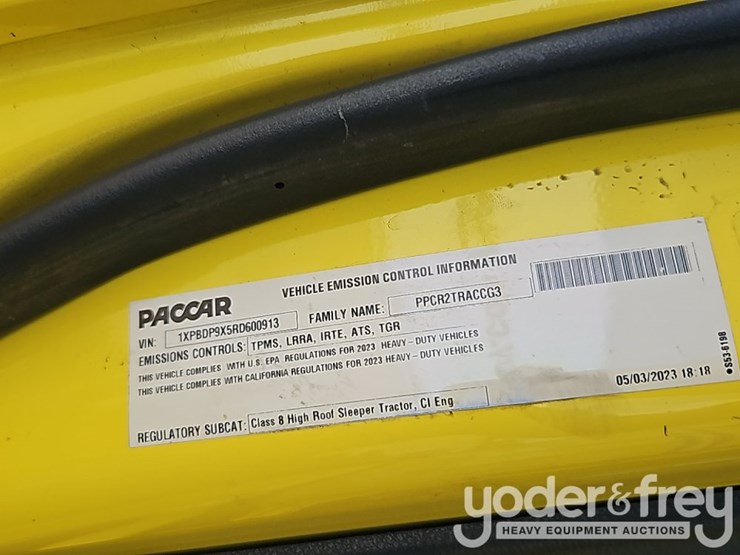 VEHICLE EMISSION CONTROL INFORMATION
PACCAR
VIN: 1XPBDP9X5RD600913 FAMILY NAME: PPCR2TRACCG3
EMISSIONS CONTROLS: TPMS, LRRA, IRTE, ATS, TGR
THIS VEHICLE COMPLIES WITH U.S. EPA REGULATIONS FOR 2023 HEAVY-DUTY VEHICLES
THIS VEHICLE COMPLIES WITH CALIFORNIA REGULATIONS FOR 2023 HEAVY-DUTY VEHICLES
05/03/2023 18:18
REGULATORY SUBCAT: Class 8 High Roof Sleeper Tractor, CI Eng
S53-6198
yoder&frey
HEAVY EQUIPMENT AUCTIONS